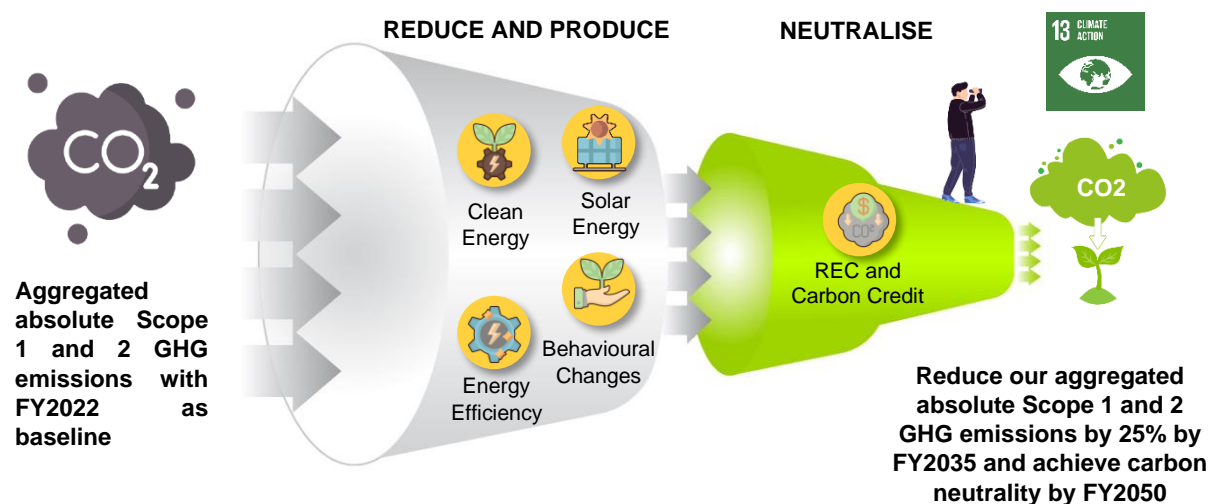 REDUCE AND PRODUCE
NEUTRALISE
13 CLIMATE
ACTION
CO2
Aggregated
absolute Scope
1 and 2 GHG
emissions with
FY2022 as
baseline
Clean
Energy
Solar
Energy
Energy
Efficiency
Behavioural
Changes
$
CO2
REC and
Carbon Credit
CO2
Reduce our aggregated
absolute Scope 1 and 2
GHG emissions by 25% by
FY2035 and achieve carbon
neutrality by FY2050